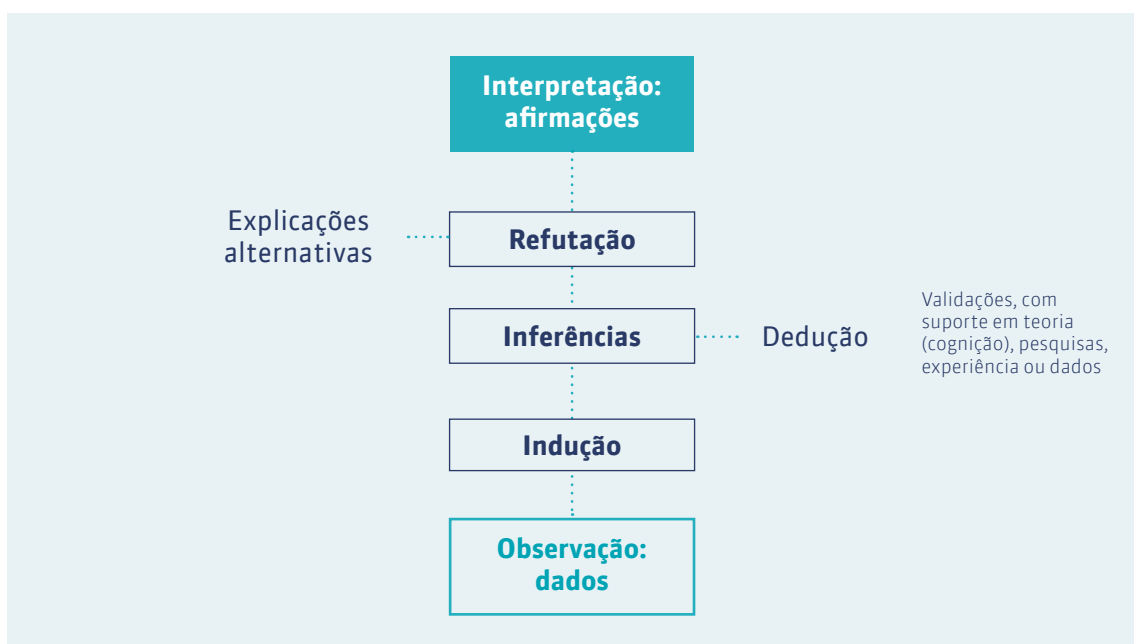 Interpretação:
afirmações
Explicações
alternativas
Refutação
Inferências
Dedução
Validações, com
suporte em teoria
(cognição), pesquisas,
experiência ou dados
Indução
Observação:
dados